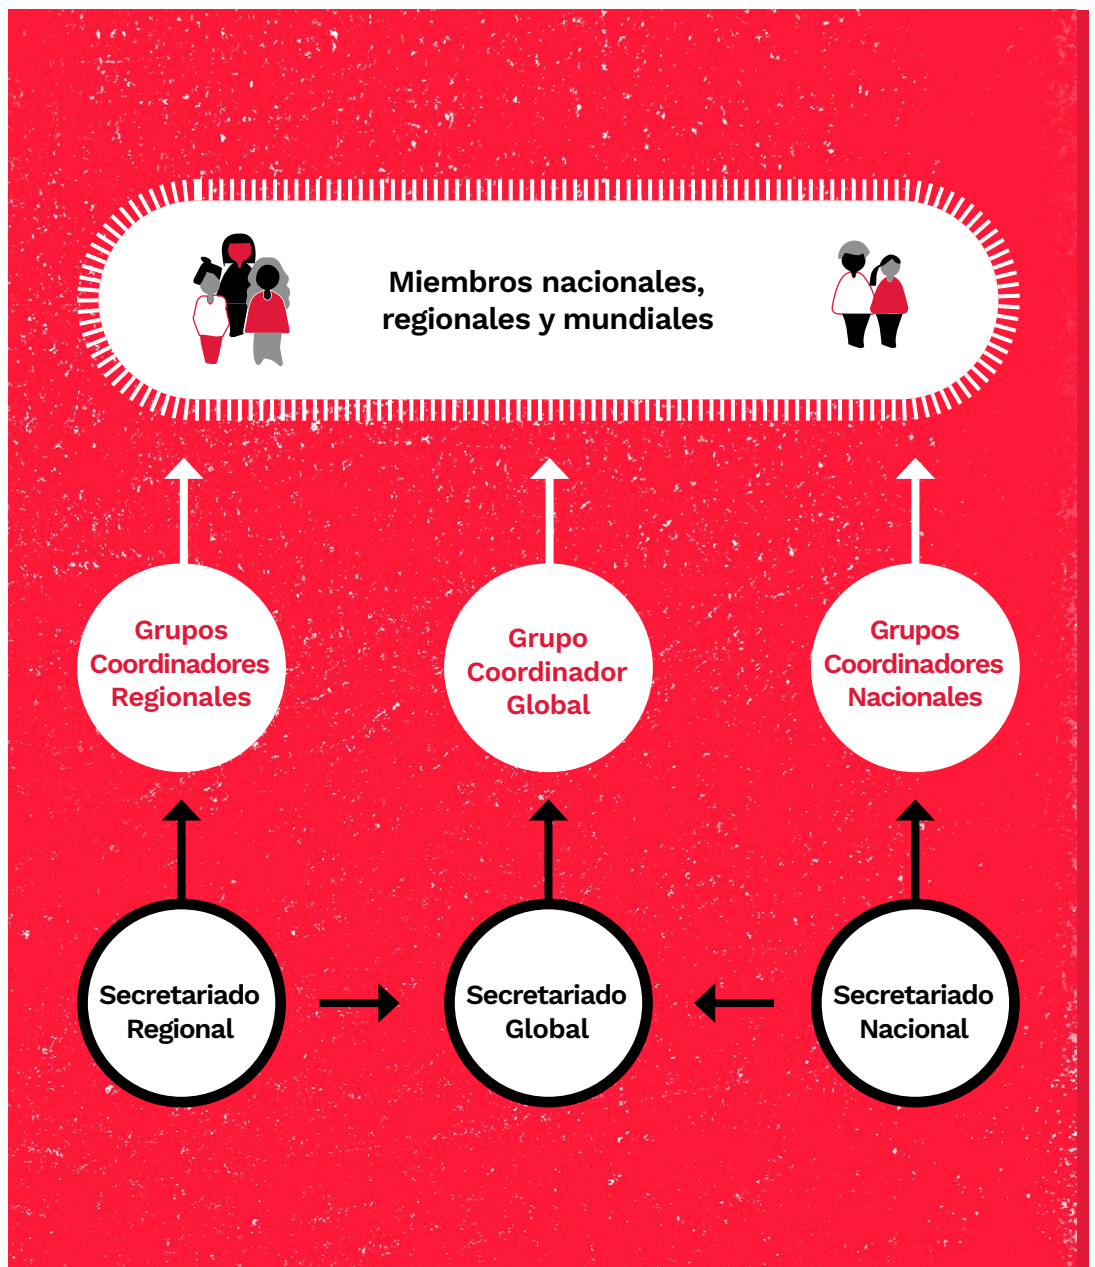 Miembros nacionales,
regionales y mundiales
Grupos
Coordinadores
Regionales
Grupo
Coordinador
Global
Grupos
Coordinadores
Nacionales
Secretariado
Regional
Secretariado
Global
Secretariado
Nacional